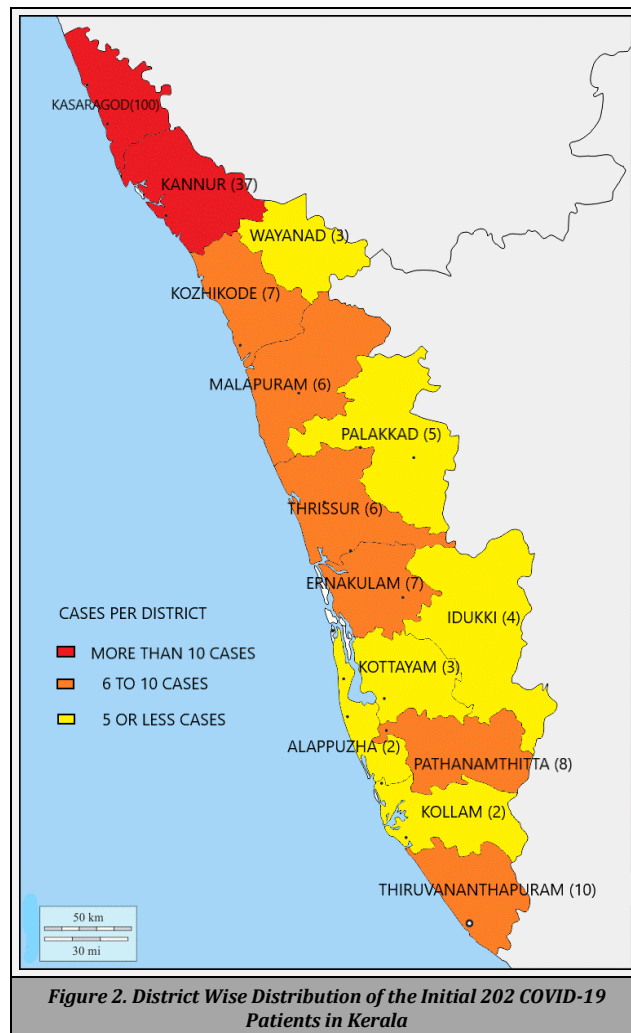 KASARAGOD(100)
KANNUR (37)
WAYANAD (3)
KOZHIKODE (7)
MALAPURAM (6)
PALAKKAD (5)
THRISSUR (6)
ERNAKULAM (7)
IDUKKI (4)
CASES PER DISTRICT
MORE THAN 10 CASES
6 TO 10 CASES
5 OR LESS CASES
KOTTAYAM (3)
ALAPPUZHA (2)
PATHANAMTHITTA (8)
KOLLAM (2)
THIRUVANANTHAPURAM (10)
50 km
30 mi
Figure 2. District Wise Distribution of the Initial 202 COVID-19
Patients in Kerala